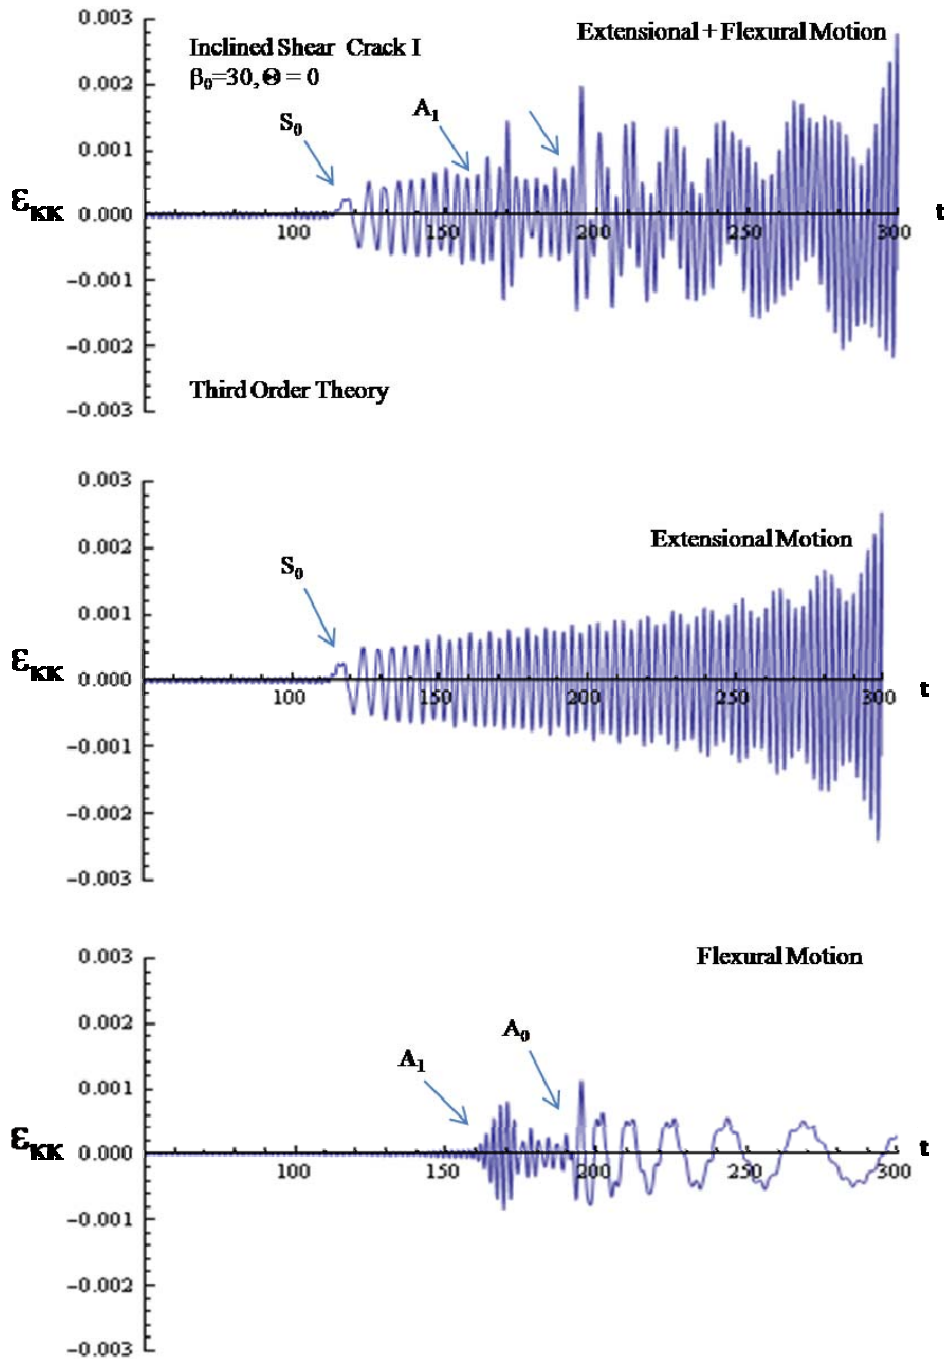 0.003
Extensional + Flexural Motion
Inclined Shear Crack I
β₀=30, Θ = 0
0.002
S₀
A₁
0.001
εκκ
0.000
t
100
150
200
250
300
−0.001
−0.002
Third Order Theory
−0.003
0.003
Extensional Motion
0.002
S₀
0.001
εκκ
0.000
t
100
150
200
250
300
−0.001
−0.002
−0.003
0.003
Flexural Motion
0.002
A₀
A₁
0.001
εκκ
0.000
t
100
150
200
250
300
−0.001
−0.002
−0.003